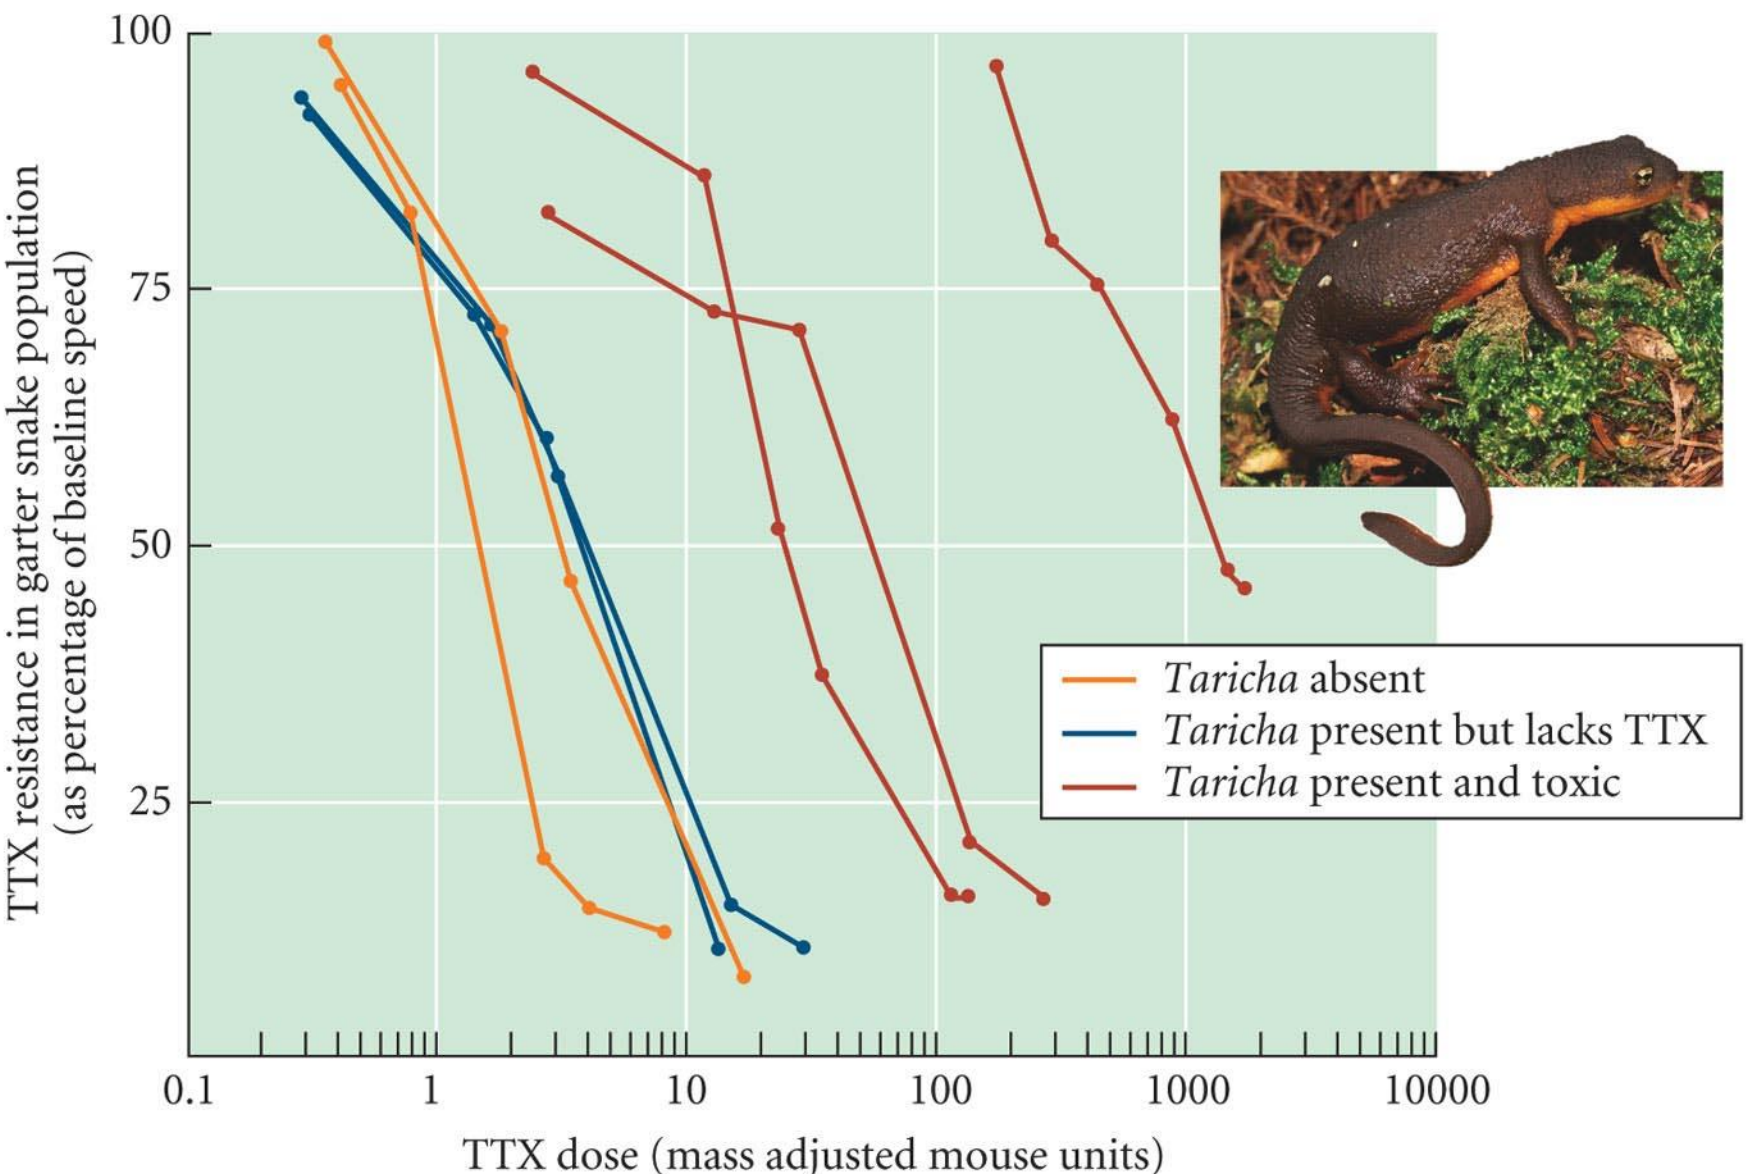 TTX resistance in garter snake population
(as percentage of baseline speed)
100
75
50
25
Taricha absent
Taricha present but lacks TTX
Taricha present and toxic
0.1 1 10 100 1000 10000
TTX dose (mass adjusted mouse units)